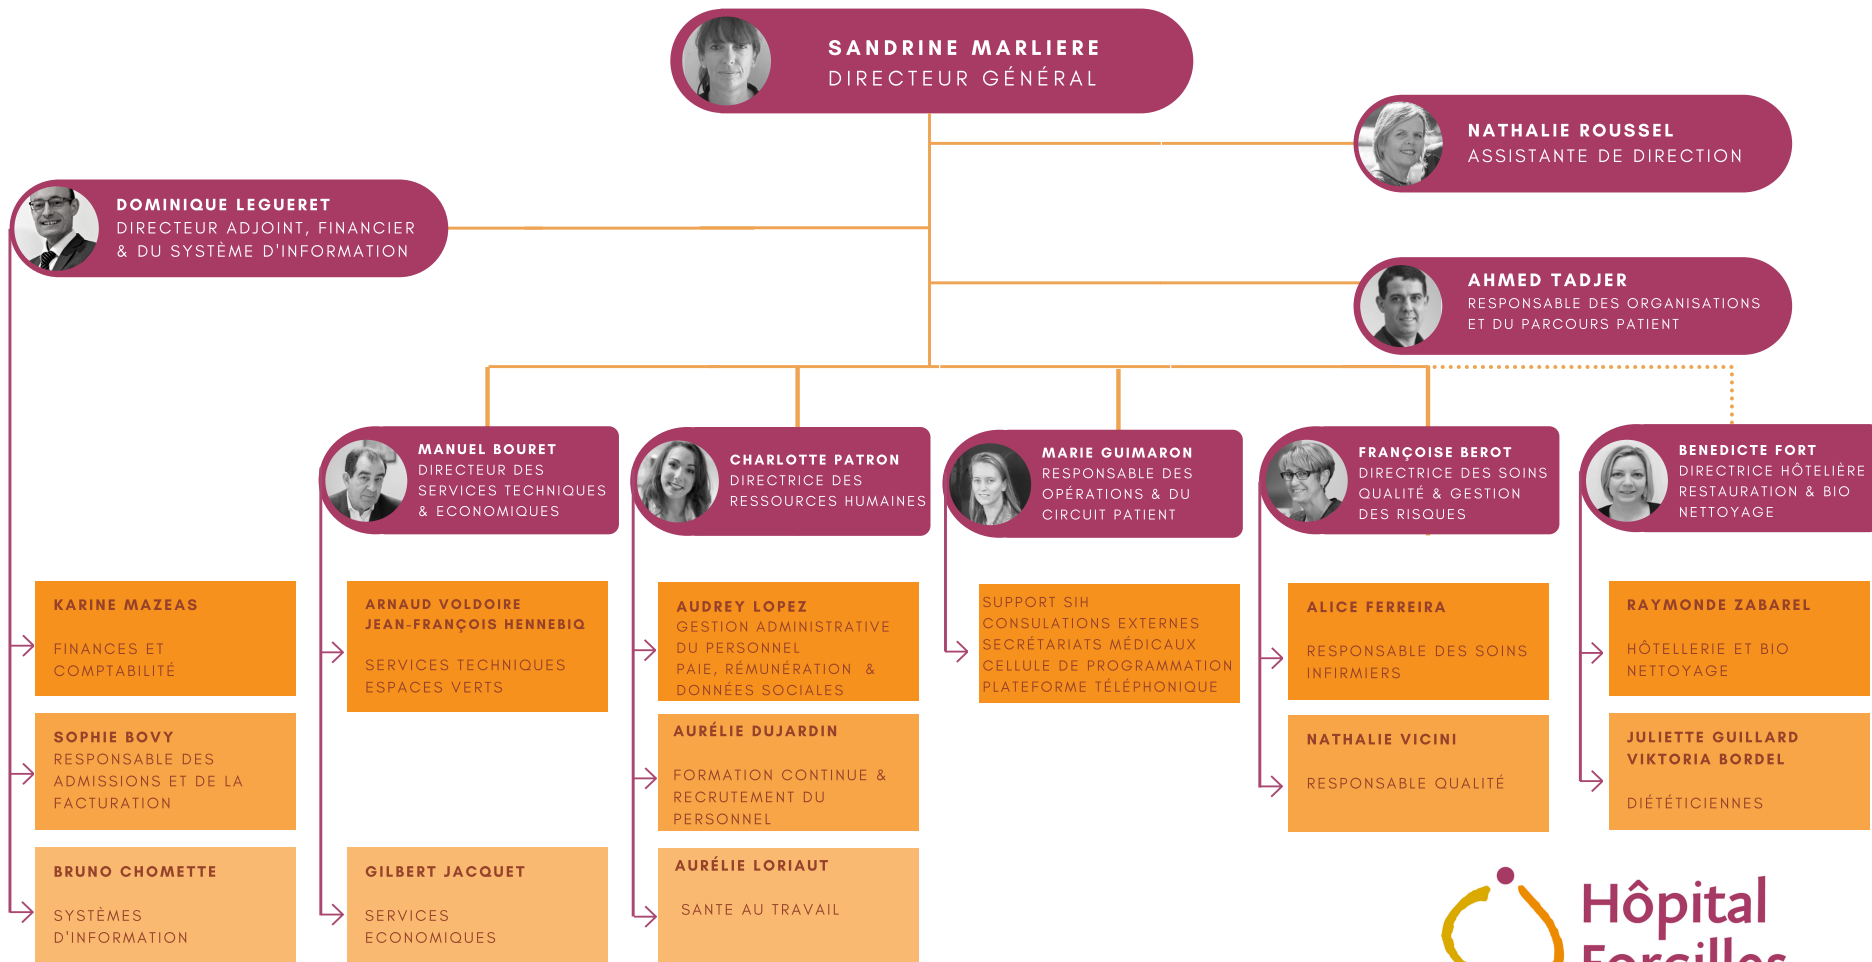 SANDRINE MARLIERE
DIRECTEUR GÉNÉRAL
NATHALIE ROUSSEL
ASSISTANTE DE DIRECTION
DOMINIQUE LEGUERET
DIRECTEUR ADJOINT, FINANCIER
& DU SYSTÈME D'INFORMATION
AHMED TADJER
RESPONSABLE DES ORGANISATIONS
ET DU PARCOURS PATIENT
MANUEL BOURET
DIRECTEUR DES
SERVICES TECHNIQUES
& ECONOMIQUES
CHARLOTTE PATRON
DIRECTRICE DES
RESSOURCES HUMAINES
MARIE GUIMARON
RESPONSABLE DES
OPÉRATIONS & DU
CIRCUIT PATIENT
FRANÇOISE BEROT
DIRECTRICE DES SOINS
QUALITÉ & GESTION
DES RISQUES
BENEDICTE FORT
DIRECTRICE HÔTELIÈRE
RESTAURATION & BIO
NETTOYAGE
KARINE MAZEAS
FINANCES ET
COMPTABILITÉ
SOPHIE BOVY
RESPONSABLE DES
ADMISSIONS ET DE LA
FACTURATION
BRUNO CHOMETTE
SYSTÈMES
D'INFORMATION
ARNAUD VOLDOIRE
JEAN-FRANÇOIS HENNEBIQ
SERVICES TECHNIQUES
ESPACES VERTS
GILBERT JACQUET
SERVICES
ECONOMIQUES
AUDREY LOPEZ
GESTION ADMINISTRATIVE
DU PERSONNEL
PAIE, RÉMUNÉRATION &
DONNÉES SOCIALES
AURÉLIE DUJARDIN
FORMATION CONTINUE &
RECRUTEMENT DU
PERSONNEL
AURÉLIE LORIAUT
SANTE AU TRAVAIL
SUPPORT SIH
CONSULATIONS EXTERNES
SECRÉTARIATS MÉDICAUX
CELLULE DE PROGRAMMATION
PLATEFORME TÉLÉPHONIQUE
ALICE FERREIRA
RESPONSABLE DES SOINS
INFIRMIERS
NATHALIE VICINI
RESPONSABLE QUALITÉ
RAYMONDE ZABAREL
HÔTELLERIE ET BIO
NETTOYAGE
JULIETTE GUILLARD
VIKTORIA BORDEL
DIÉTÉTICIENNES
Hôpital
Forcilles